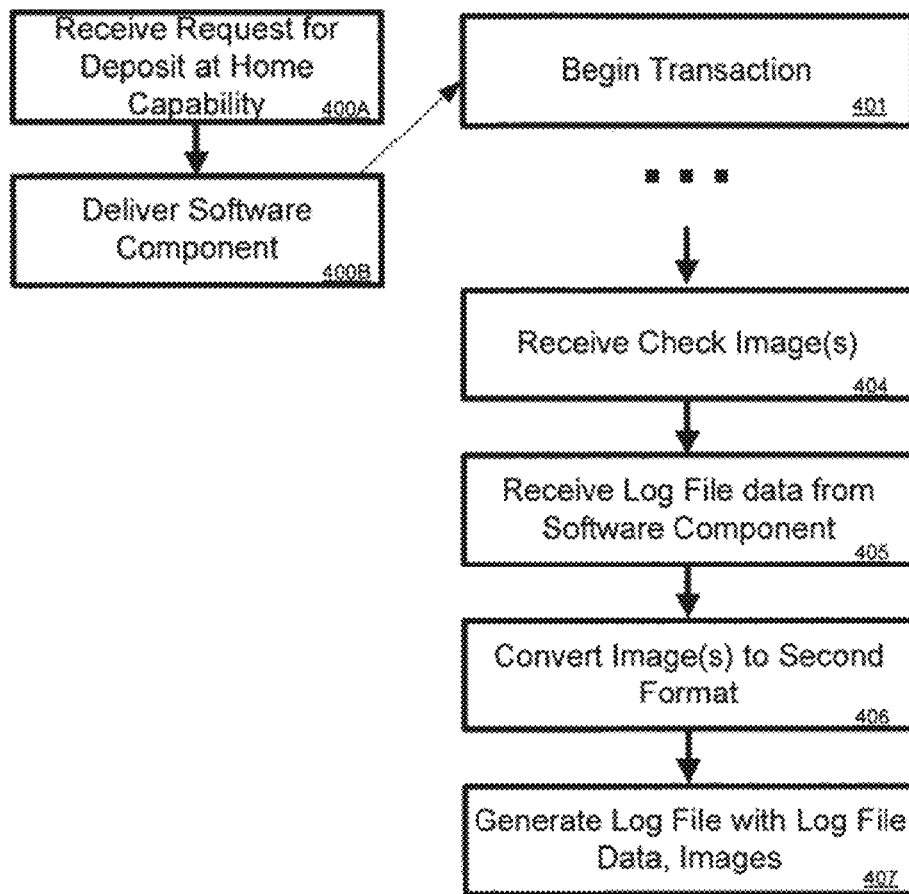 Receive Request for
Deposit at Home
Capability
400A
Deliver Software
Component
400B
Begin Transaction
401
...
Receive Check Image(s)
404
Receive Log File data from
Software Component
405
Convert Image(s) to Second
Format
406
Generate Log File with Log File
Data, Images
407